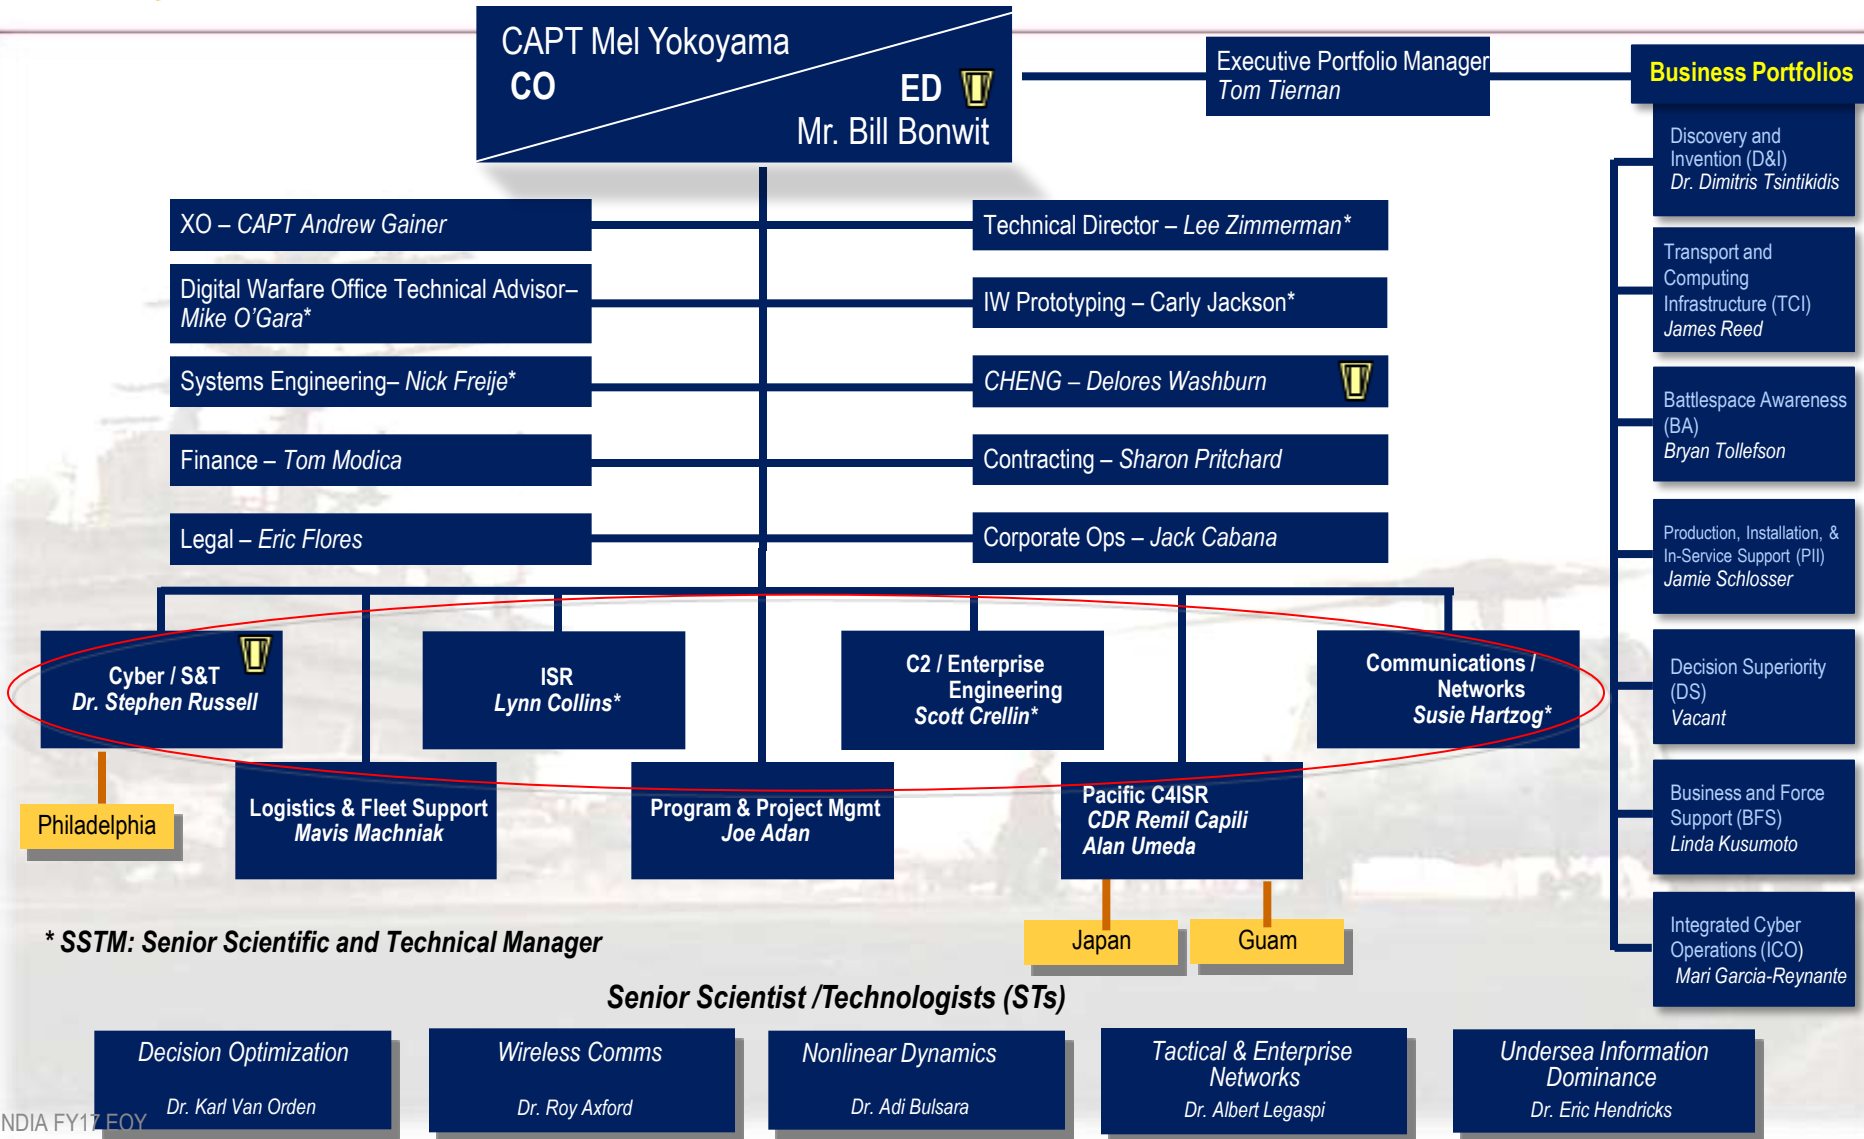 CAPT Mel Yokoyama
CO
ED
Mr. Bill Bonwit
Executive Portfolio Manager
Tom Tiernan
Business Portfolios
Discovery and
Invention (D&I)
Dr. Dimitris Tsintikidis
Transport and
Computing
Infrastructure (TCI)
James Reed
Battlespace Awareness
(BA)
Bryan Tollefson
Production, Installation, &
In-Service Support (PII)
Jamie Schlosser
Decision Superiority
(DS)
Vacant
Business and Force
Support (BFS)
Linda Kusumoto
Integrated Cyber
Operations (ICO)
Mari Garcia-Reynante
XO – CAPT Andrew Gainer
Technical Director – Lee Zimmerman*
Digital Warfare Office Technical Advisor–
Mike O'Gara*
IW Prototyping – Carly Jackson*
Systems Engineering– Nick Freije*
CHENG – Delores Washburn
Finance – Tom Modica
Contracting – Sharon Pritchard
Legal – Eric Flores
Corporate Ops – Jack Cabana
Cyber / S&T
Dr. Stephen Russell
ISR
Lynn Collins*
C2 / Enterprise
Engineering
Scott Crellin*
Communications /
Networks
Susie Hartzog*
Philadelphia
Logistics & Fleet Support
Mavis Machniak
Program & Project Mgmt
Joe Adan
Pacific C4ISR
CDR Remil Capili
Alan Umeda
Japan
Guam
* SSTM: Senior Scientific and Technical Manager
Senior Scientist /Technologists (STs)
Decision Optimization
Dr. Karl Van Orden
Wireless Comms
Dr. Roy Axford
Nonlinear Dynamics
Dr. Adi Bulsara
Tactical & Enterprise
Networks
Dr. Albert Legaspi
Undersea Information
Dominance
Dr. Eric Hendricks
NDIA FY17 EOY